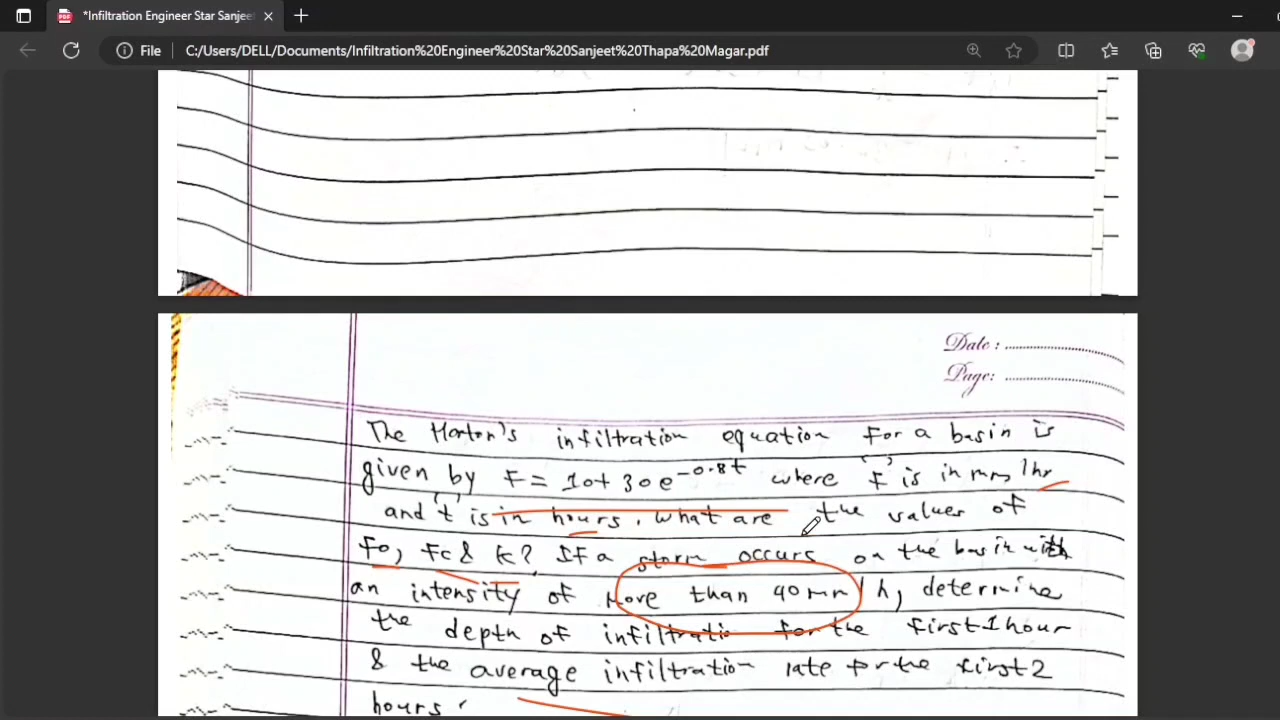 *Infiltration Engineer Star Sanjee
File C:/Users/DELL/Documents/Infiltration%20Engineer%20Star%20Sanjeet%20Thapa%20Magar.pdf
Date :
Page:
The Horton's infiltration equation for a basin is
given by F = 10 + 30e^-0.8t where 'F' is in mm/hr
and 't' is in hours. What are the values of
Fo, Fc & K? If a storm occurs on the basin with
an intensity of more than 40 mm/h, determine
the depth of infiltratio for the first 1 hour
& the average infiltration rate for the first 2
hours.